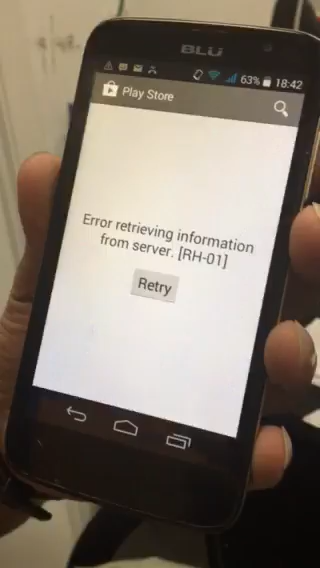 BLU
63% 18:42
Play Store
Error retrieving information
from server. [RH-01]
Retry